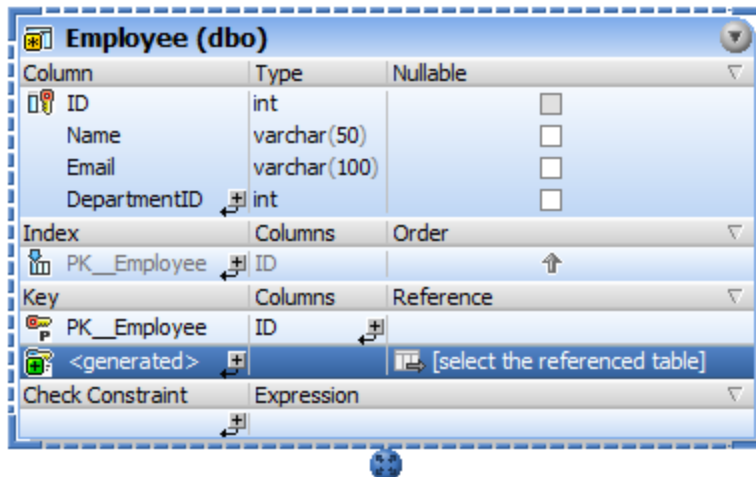 Employee (dbo)
Column Type Nullable
ID int
Name varchar(50)
Email varchar(100)
DepartmentID int
Index Columns Order
PK__Employee ID
Key Columns Reference
PK__Employee ID
<generated> [select the referenced table]
Check Constraint Expression